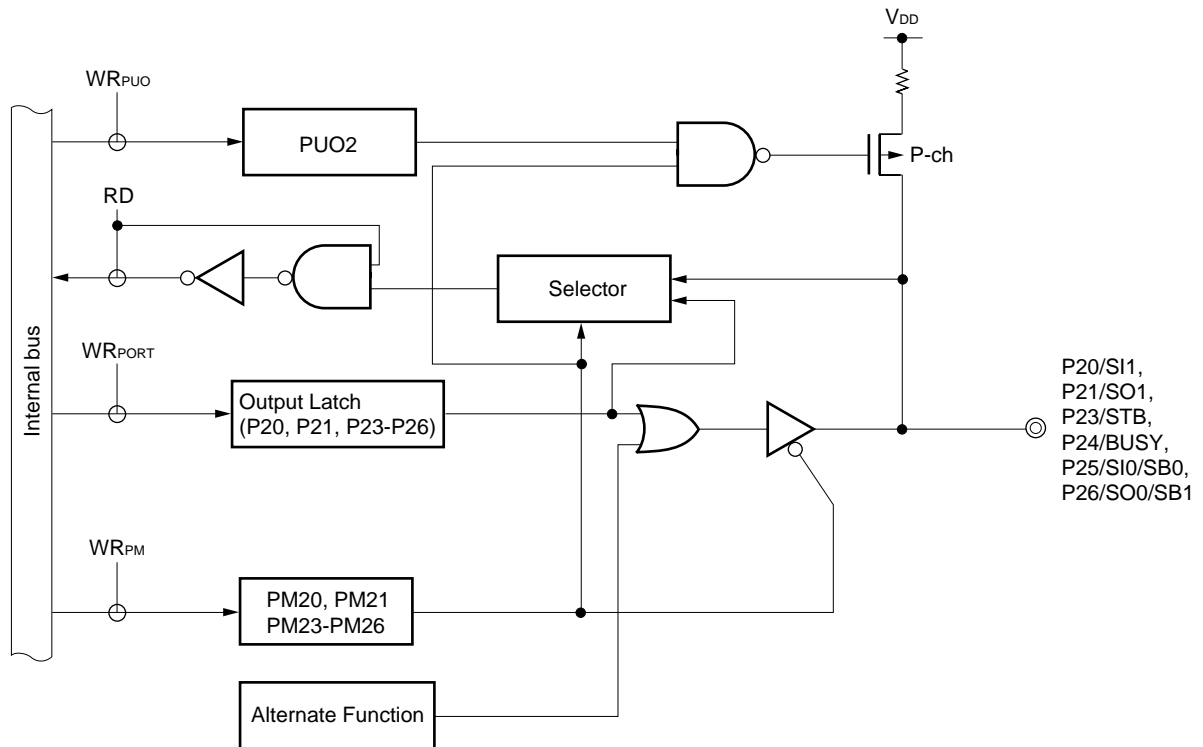 VDD
WRPUO
PUO2
P-ch
RD
Selector
Internal bus
WRPORT
Output Latch
(P20, P21, P23-P26)
P20/SI1,
P21/SO1,
P23/STB,
P24/BUSY,
P25/SI0/SB0,
P26/SO0/SB1
WRPM
PM20, PM21
PM23-PM26
Alternate Function